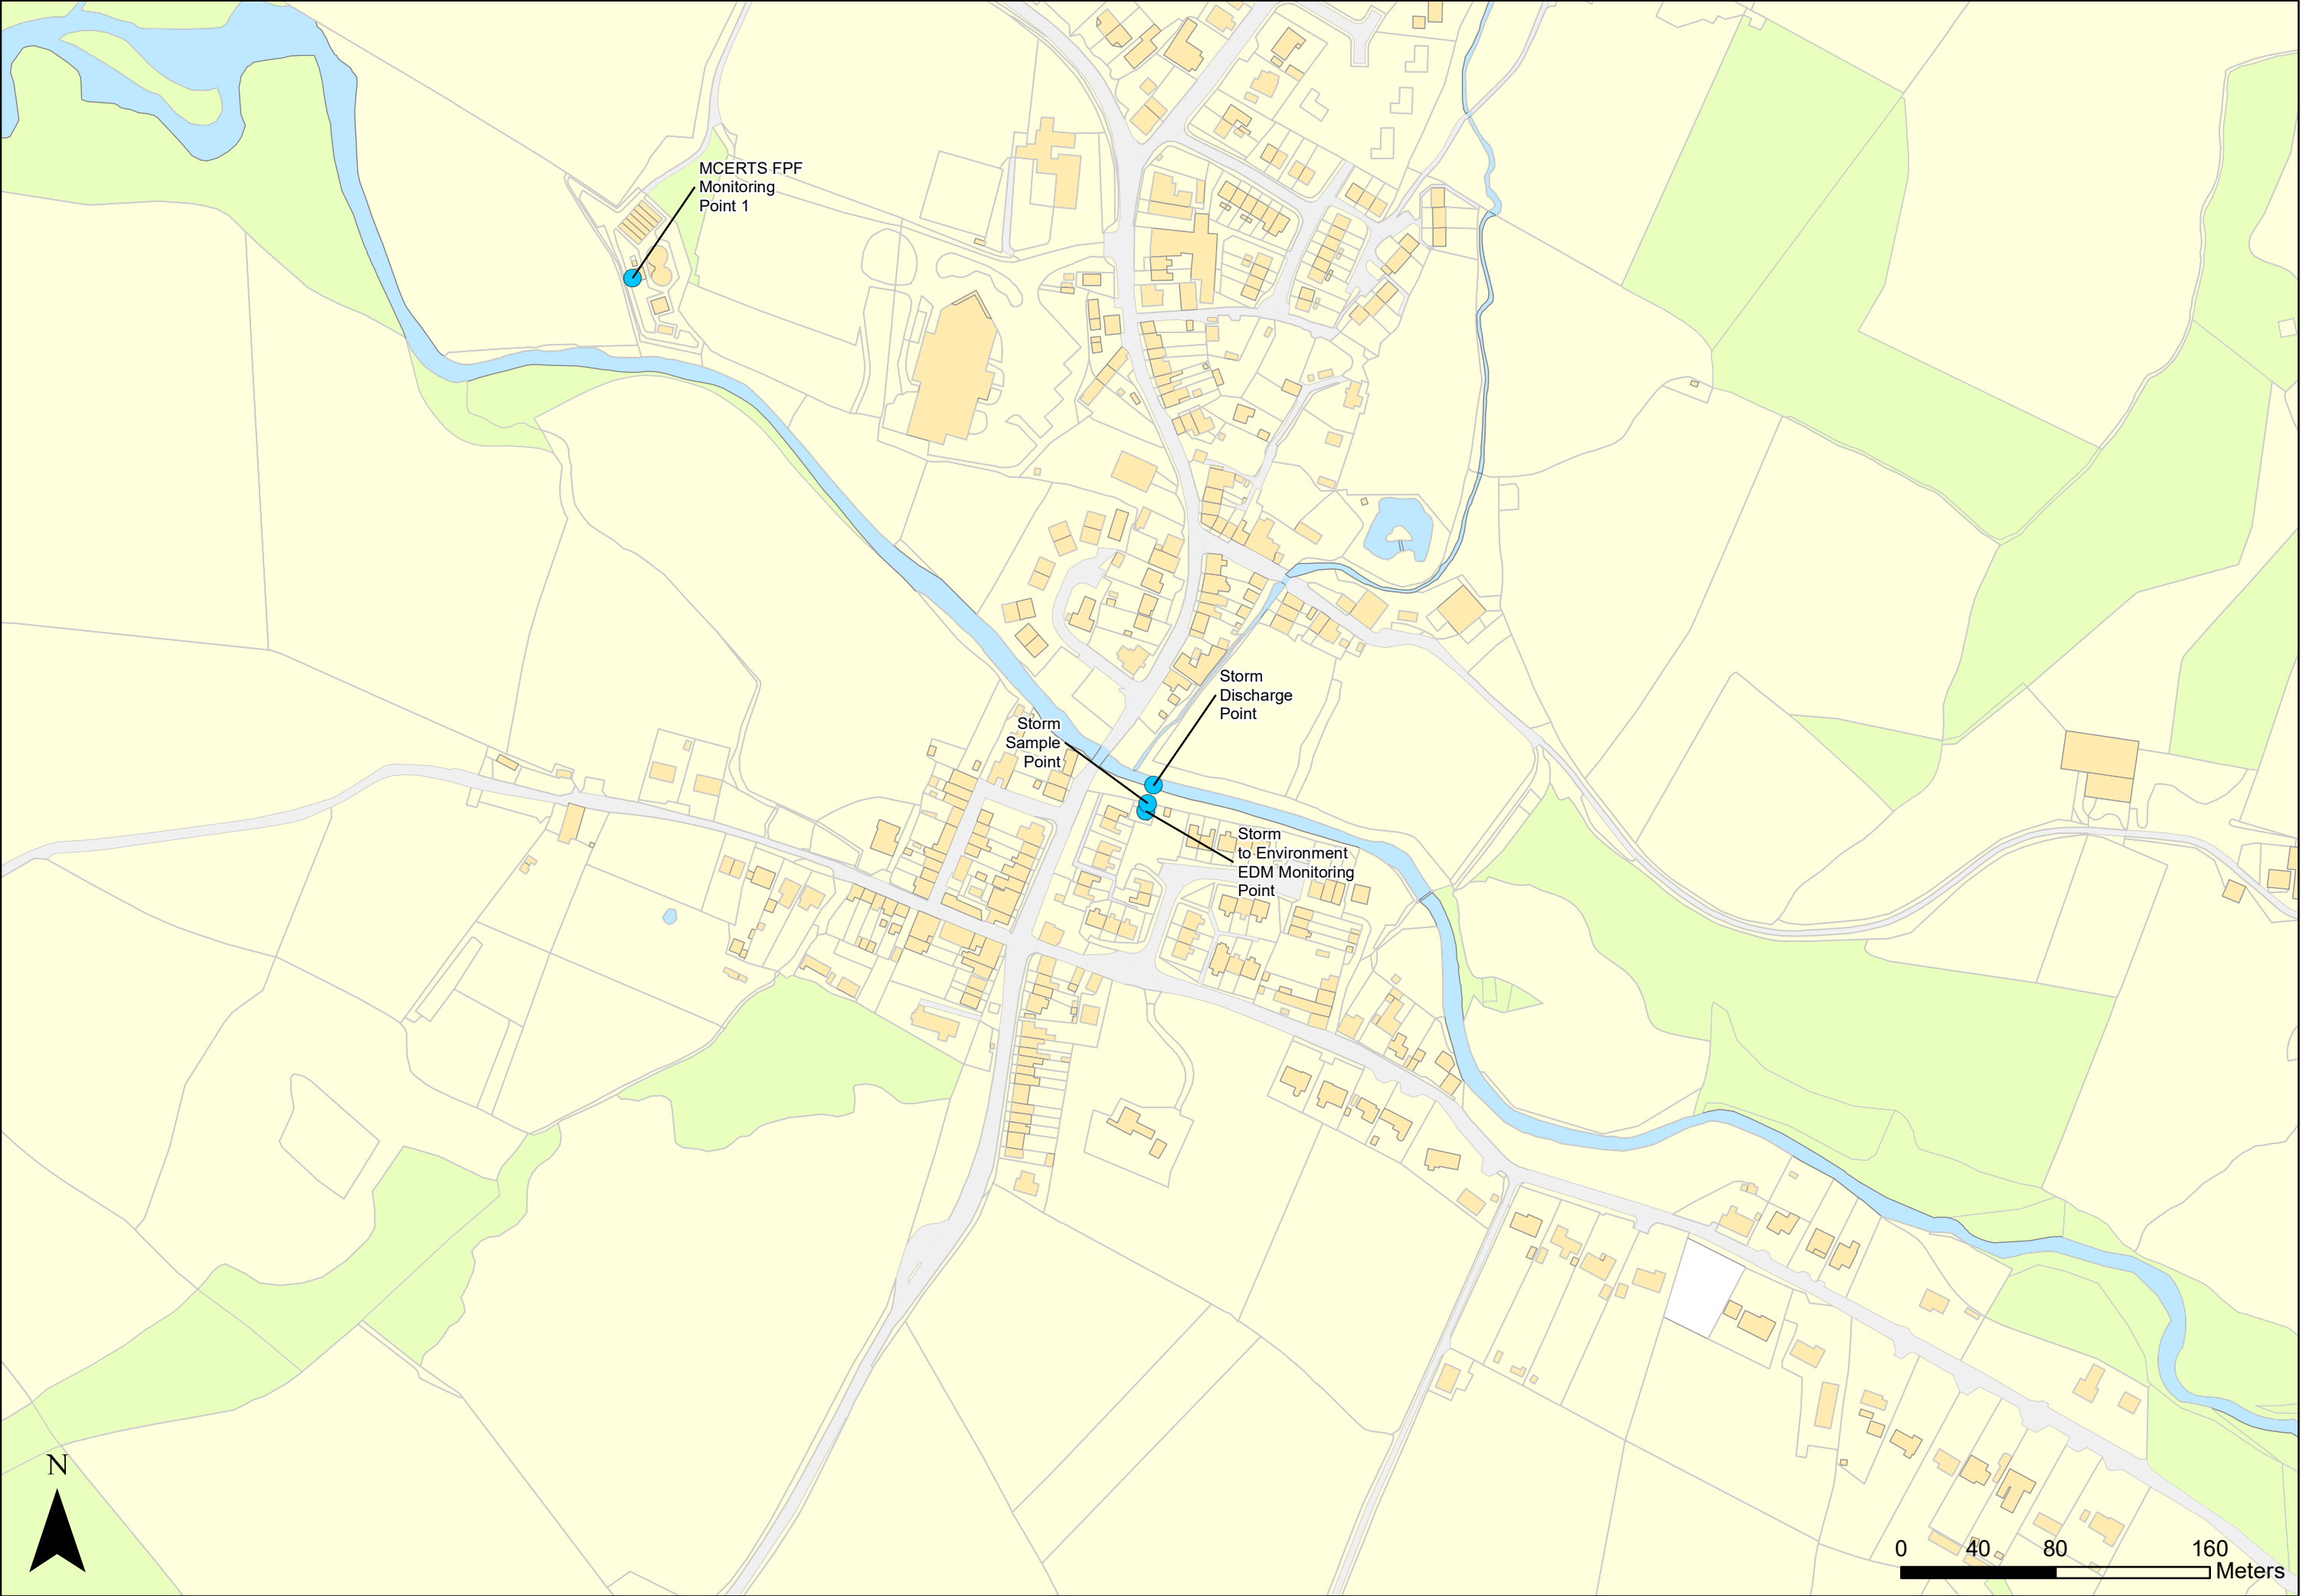 MCERTS FPF
Monitoring
Point 1
Storm
Discharge
Point
Storm
Sample
Point
Storm
to Environment
EDM Monitoring
Point
N
0 40 80 160
Meters